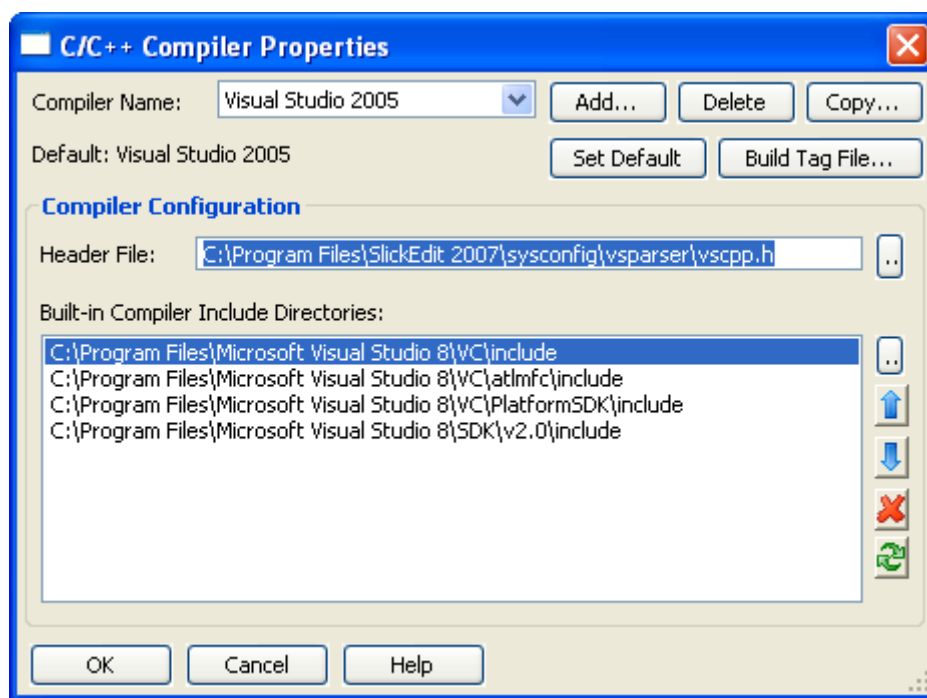 C/C++ Compiler Properties
Compiler Name: Visual Studio 2005 Add... Delete Copy...
Default: Visual Studio 2005 Set Default Build Tag File...
Compiler Configuration
Header File: C:\Program Files\SlickEdit 2007\sysconfig\vsparser\vscpp.h ..
Built-in Compiler Include Directories:
C:\Program Files\Microsoft Visual Studio 8\VC\include ..
C:\Program Files\Microsoft Visual Studio 8\VC\atlmfc\include
C:\Program Files\Microsoft Visual Studio 8\VC\PlatformSDK\include
C:\Program Files\Microsoft Visual Studio 8\SDK\v2.0\include
OK Cancel Help